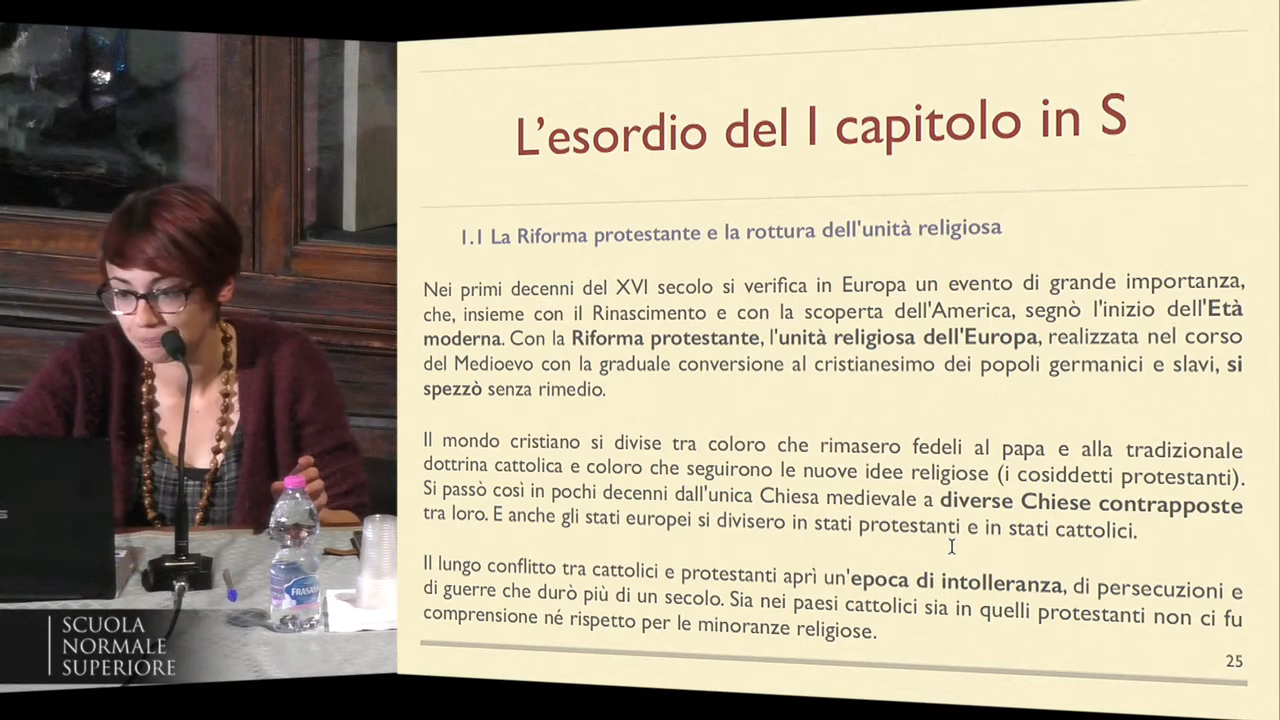 L'esordio del I capitolo in S
1.1 La Riforma protestante e la rottura dell'unità religiosa
Nei primi decenni del XVI secolo si verifica in Europa un evento di grande importanza,
che, insieme con il Rinascimento e con la scoperta dell'America, segnò l'inizio dell'Età
moderna. Con la Riforma protestante, l'unità religiosa dell'Europa, realizzata nel corso
del Medioevo con la graduale conversione al cristianesimo dei popoli germanici e slavi, si
spezzò senza rimedio.
Il mondo cristiano si divise tra coloro che rimasero fedeli al papa e alla tradizionale
dottrina cattolica e coloro che seguirono le nuove idee religiose (i cosiddetti protestanti).
Si passò così in pochi decenni dall'unica Chiesa medievale a diverse Chiese contrapposte
tra loro. E anche gli stati europei si divisero in stati protestanti e in stati cattolici.
Il lungo conflitto tra cattolici e protestanti aprì un'epoca di intolleranza, di persecuzioni e
di guerre che durò più di un secolo. Sia nei paesi cattolici sia in quelli protestanti non ci fu
comprensione né rispetto per le minoranze religiose.
25
FRASASSI
SCUOLA
NORMALE
SUPERIORE